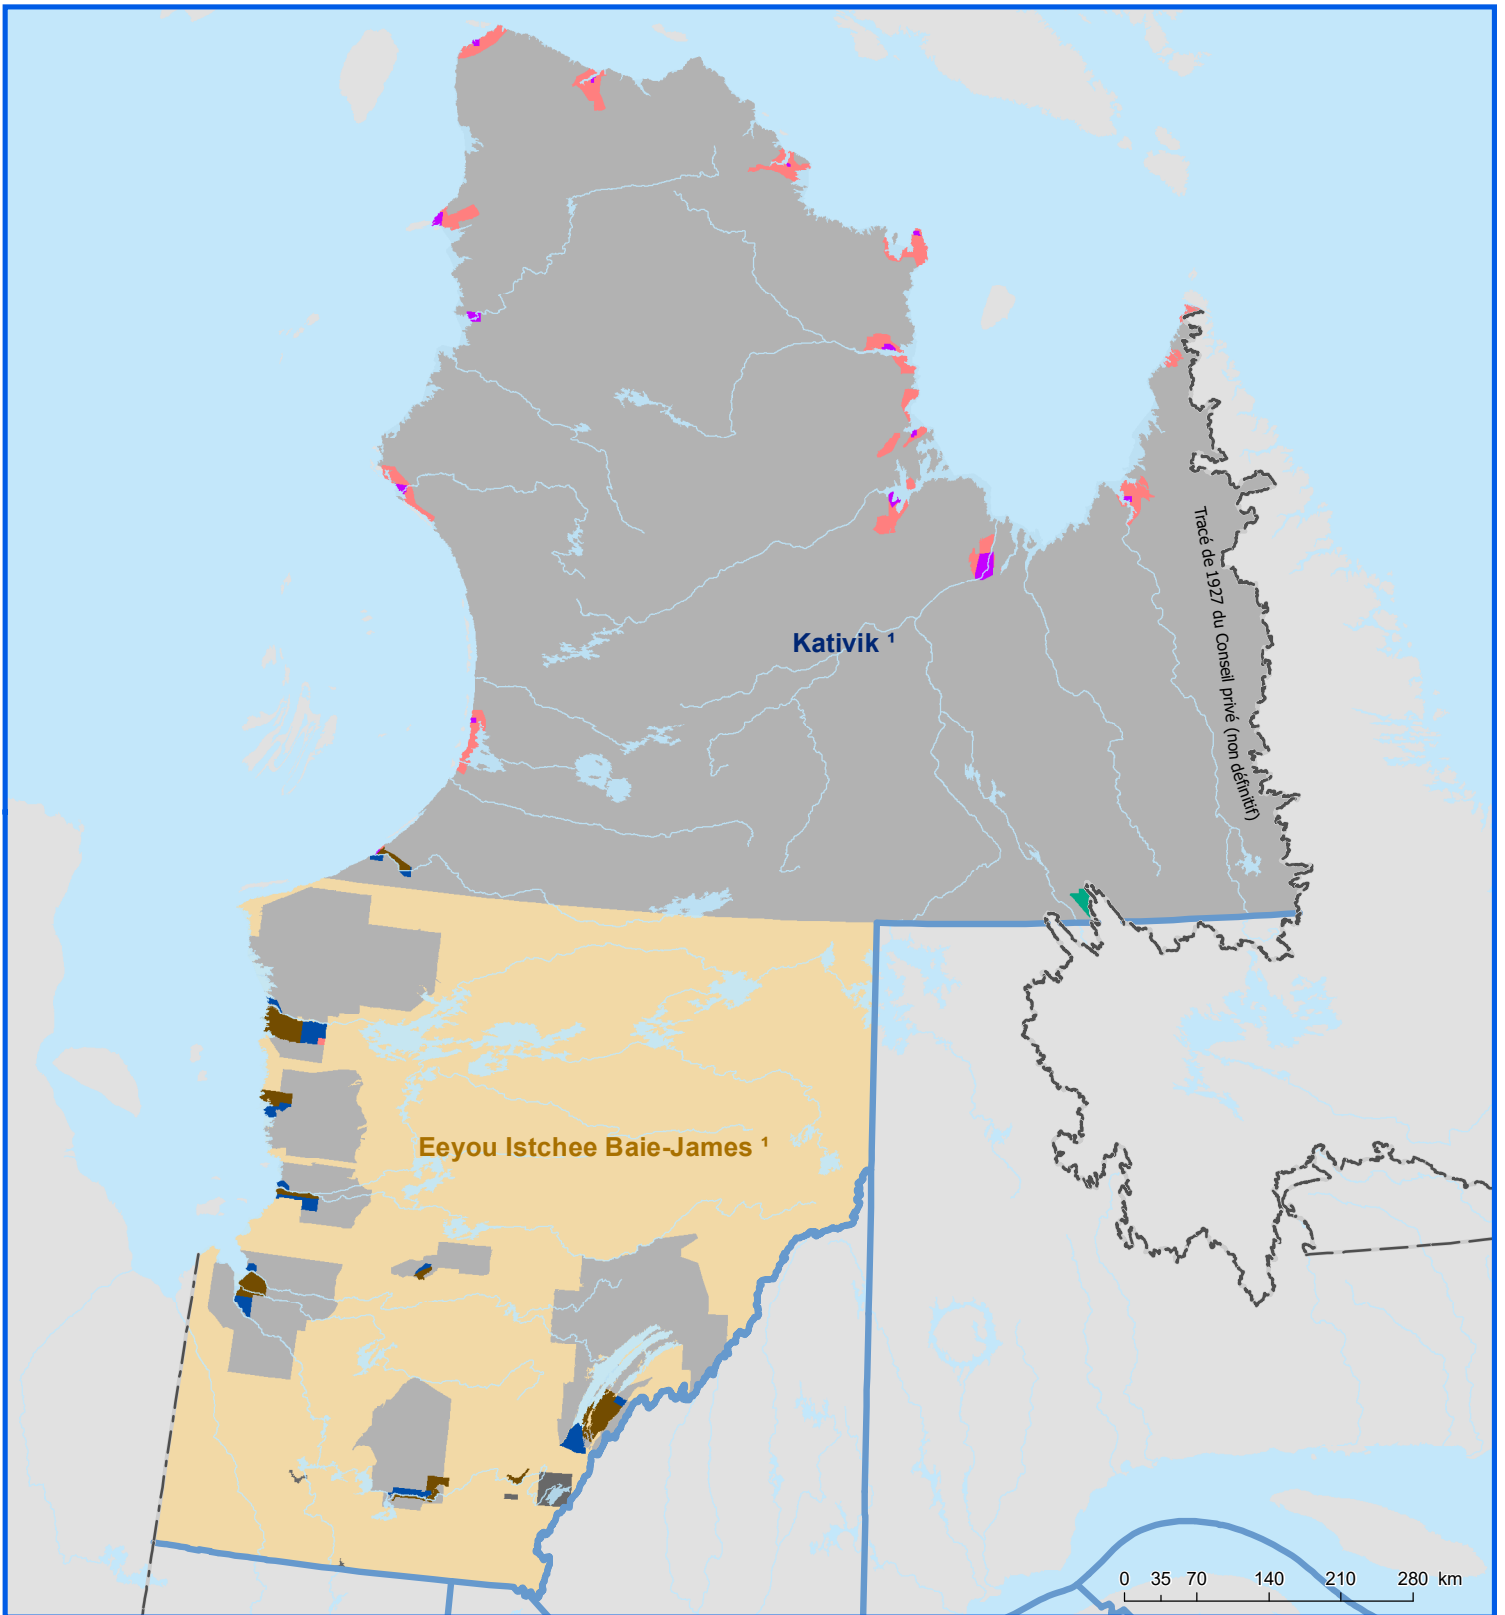 Kativik ¹
Tracé de 1927 du Conseil privé (non définitif)
Eeyou Istchee Baie-James ¹
0 35 70 140 210 280 km